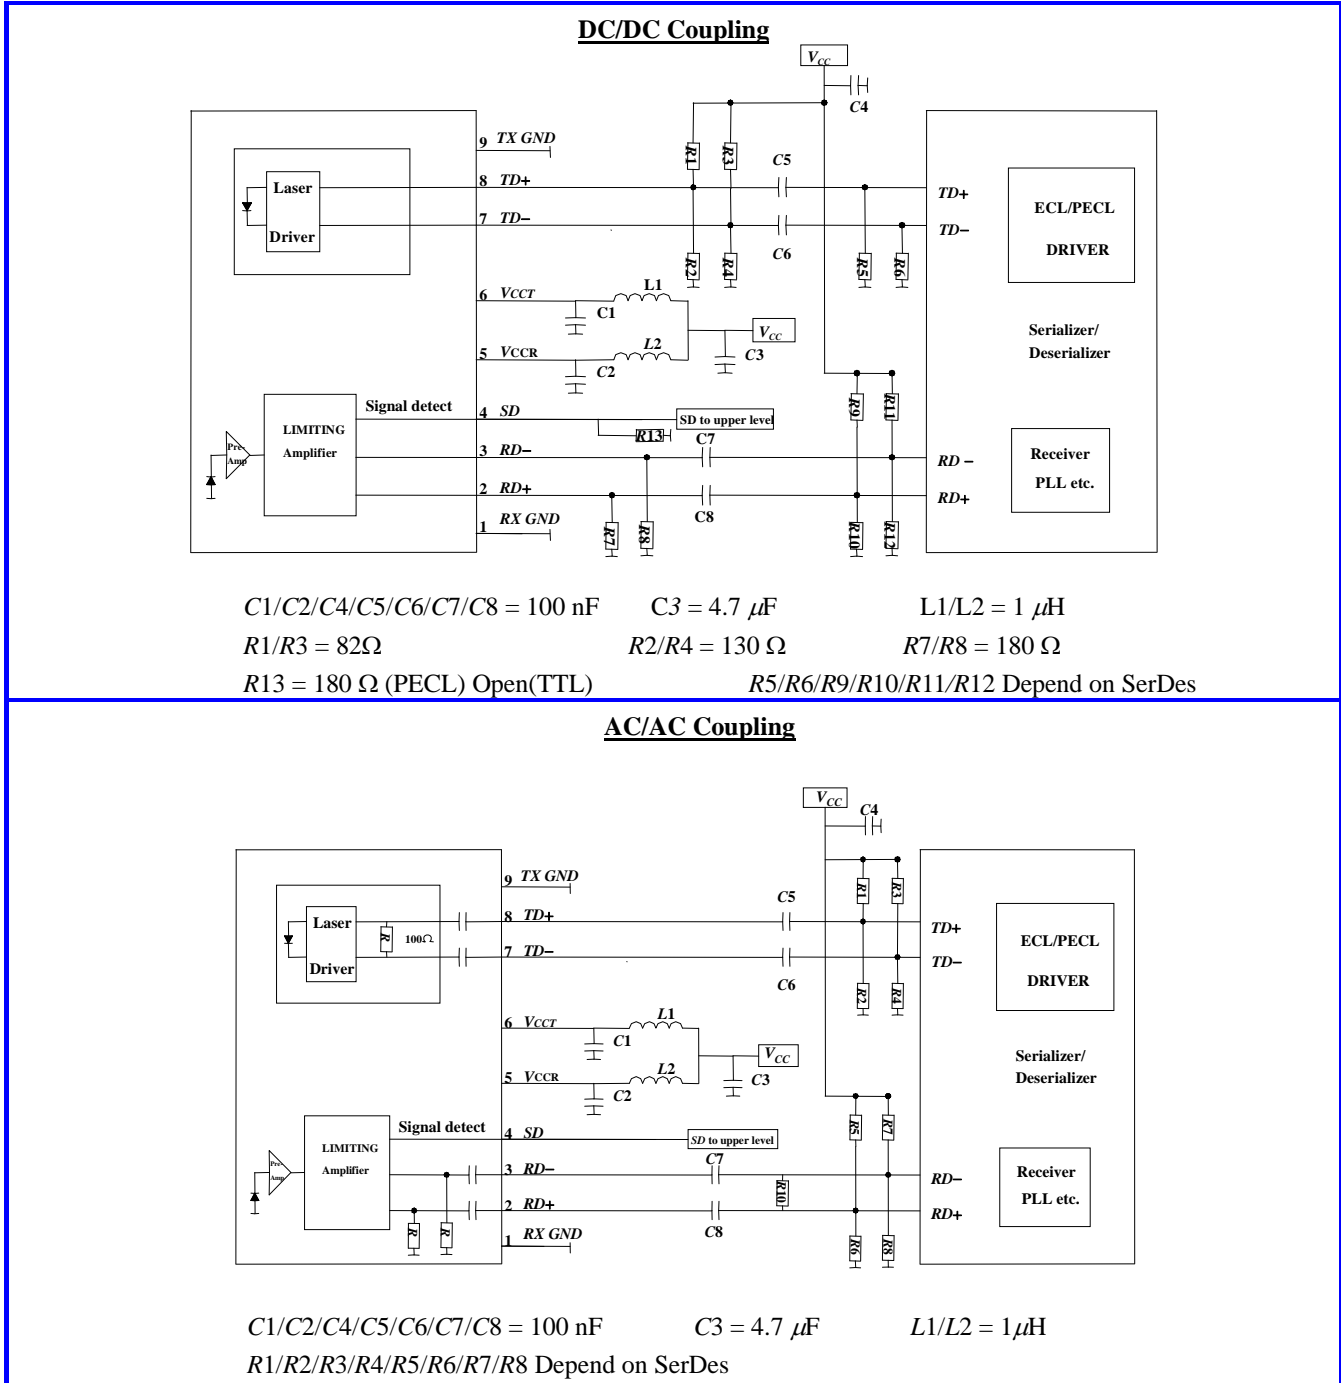 DC/DC Coupling
VCC
C4
9 TX GND
R1
R3
C5
Laser
Driver
8 TD+
TD+
ECL/PECL
DRIVER
7 TD−
TD−
C6
R2
R4
R5
R6
6 VCCT
L1
C1
VCC
Serializer/
Deserializer
5 VCCR
L2
C2
C3
R9
R11
Signal detect
4 SD
SD to upper level
R13
LIMITING
Amplifier
Pre-
Amp
C7
3 RD−
RD −
Receiver
PLL etc.
2 RD+
RD+
C8
1 RX GND
R7
R8
R10
R12
C1/C2/C4/C5/C6/C7/C8 = 100 nF C3 = 4.7 μF L1/L2 = 1 μH
R1/R3 = 82Ω R2/R4 = 130 Ω R7/R8 = 180 Ω
R13 = 180 Ω (PECL) Open(TTL) R5/R6/R9/R10/R11/R12 Depend on SerDes
AC/AC Coupling
VCC
C4
9 TX GND
R1
R3
C5
Laser
Driver
R
100Ω
8 TD+
TD+
ECL/PECL
DRIVER
7 TD−
TD−
C6
R2
R4
6 VCCT
L1
C1
VCC
Serializer/
Deserializer
5 VCCR
L2
C2
C3
R5
R7
Signal detect
4 SD
SD to upper level
LIMITING
Amplifier
Pre-
Amp
C7
3 RD−
R10
RD−
Receiver
PLL etc.
2 RD+
RD+
C8
R
R
1 RX GND
R6
R8
C1/C2/C4/C5/C6/C7/C8 = 100 nF C3 = 4.7 μF L1/L2 = 1μH
R1/R2/R3/R4/R5/R6/R7/R8 Depend on SerDes